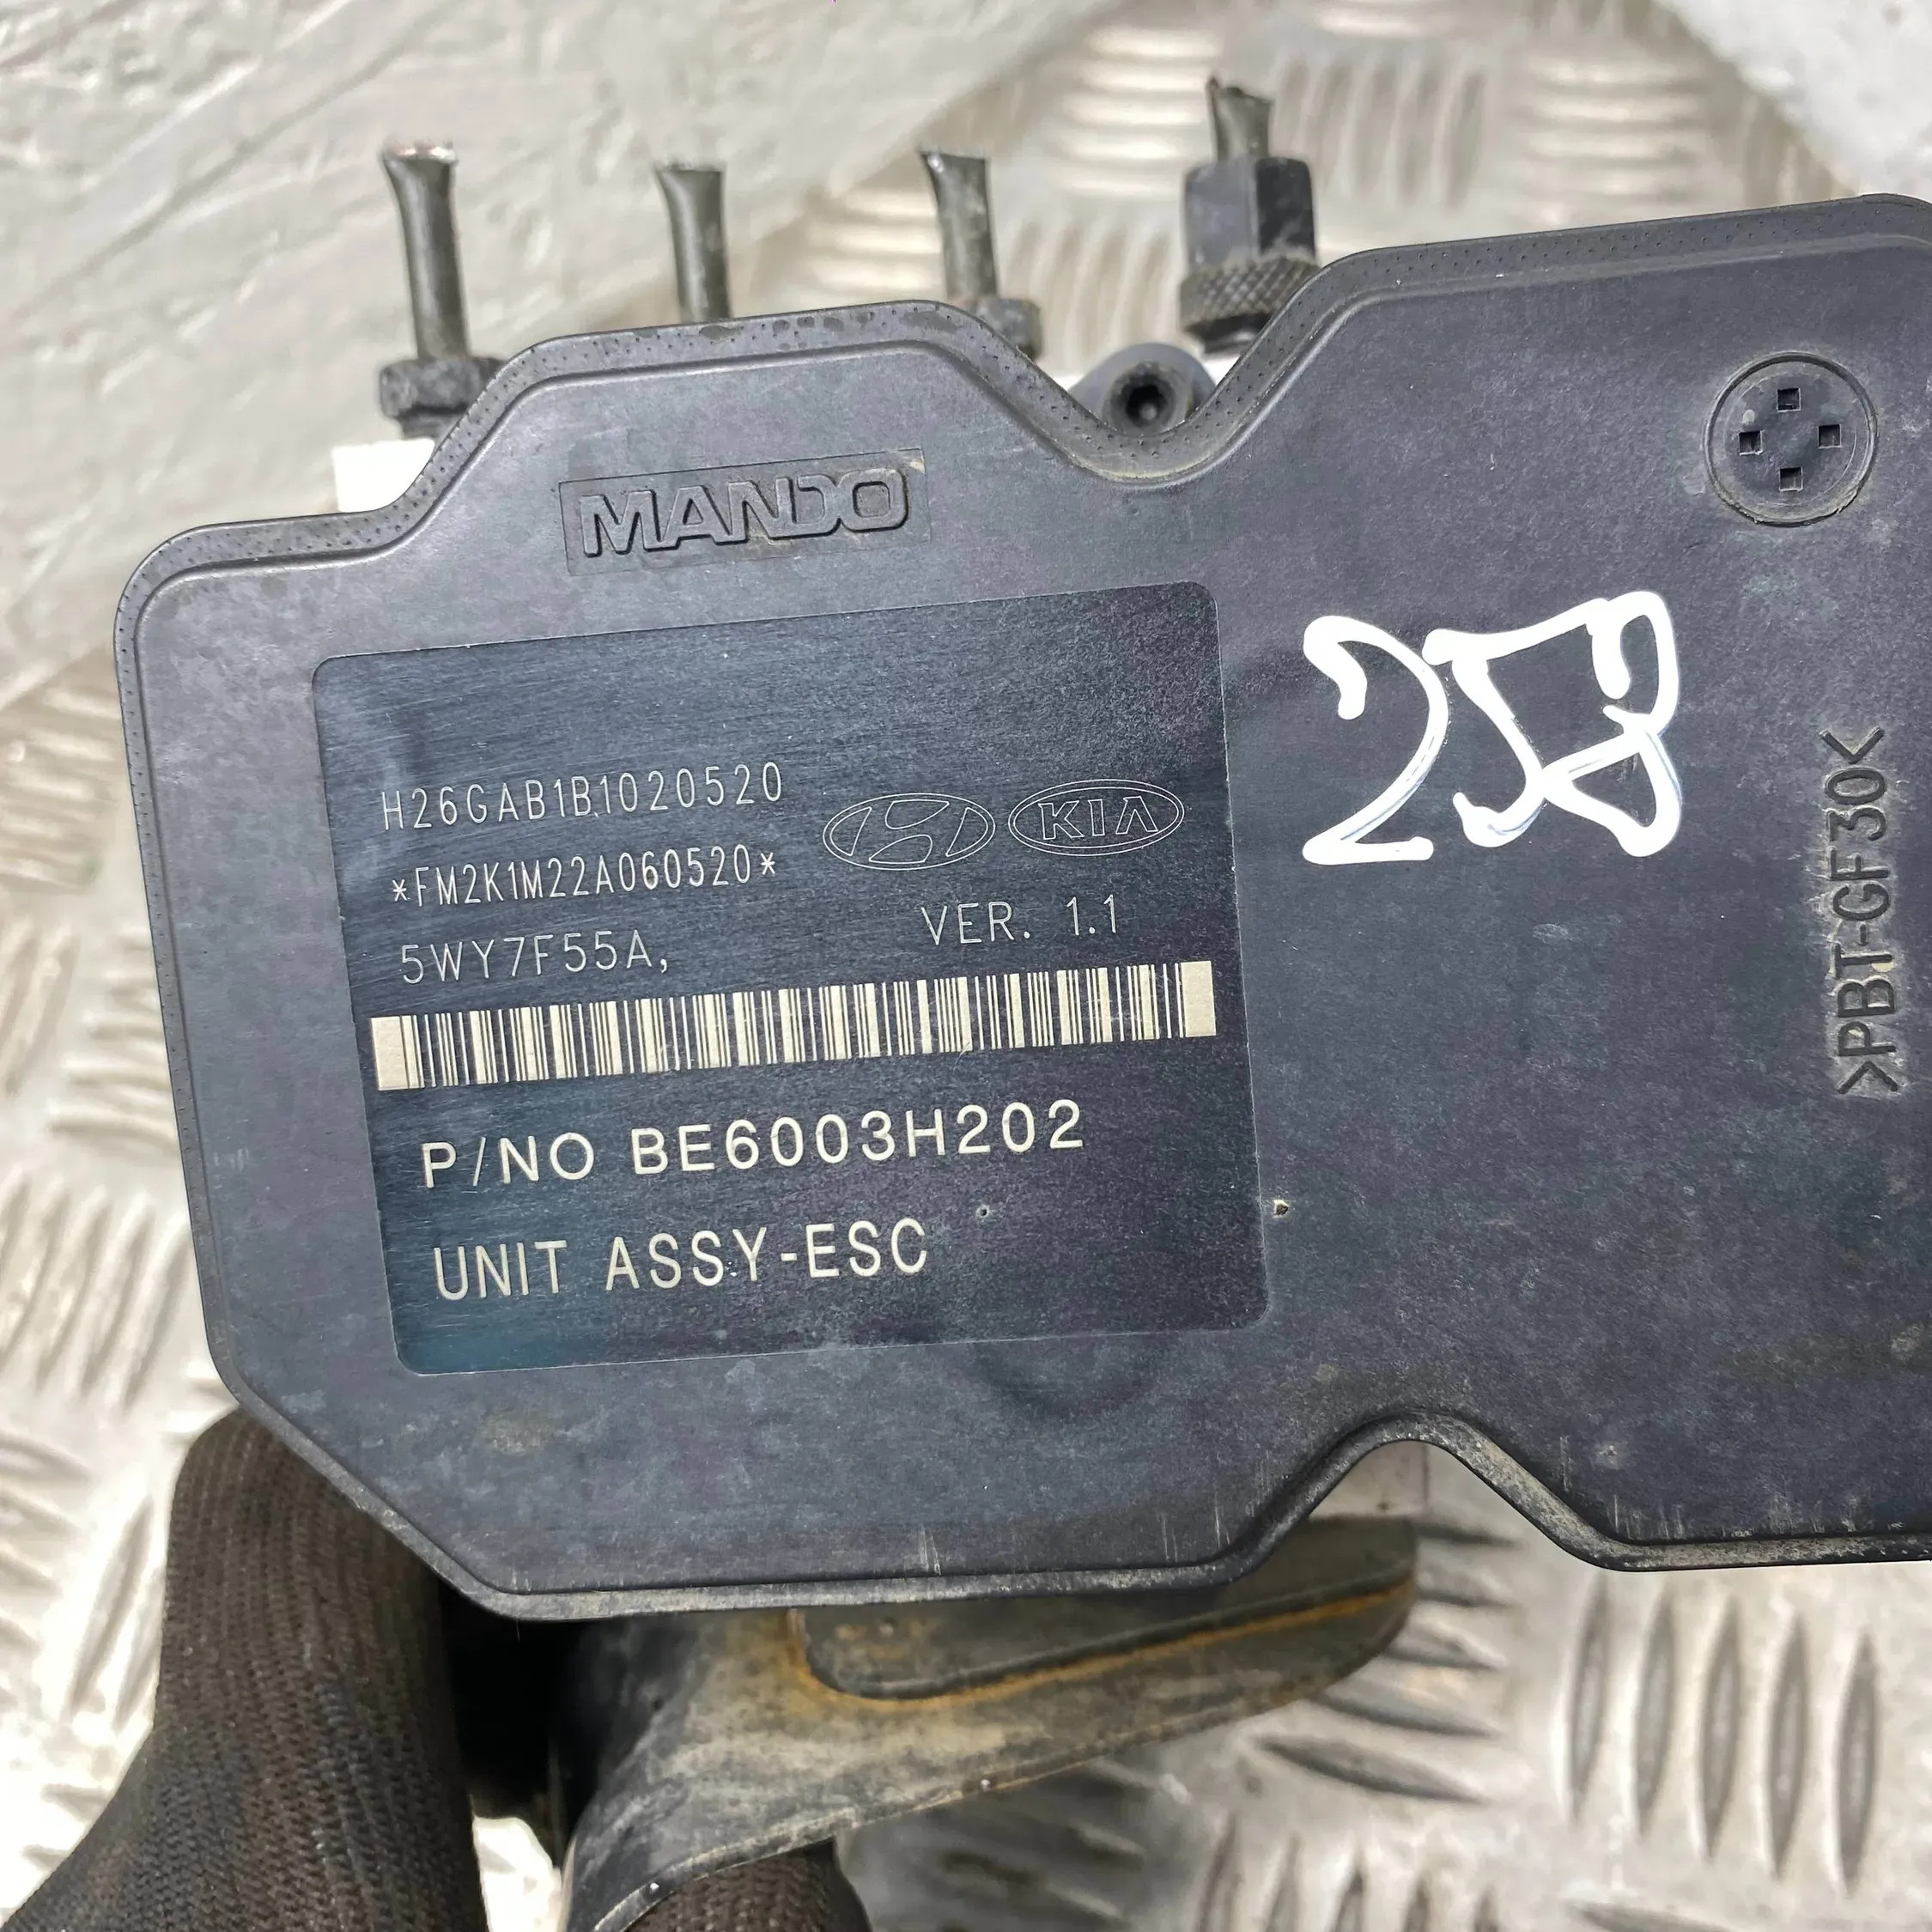 MANDO
H26GAB1B1020520
*FM2K1M22A060520*
KIA
5WY7F55A,
VER. 1.1
P/NO BE6003H202
UNIT ASSY-ESC
>PBT-GF30<